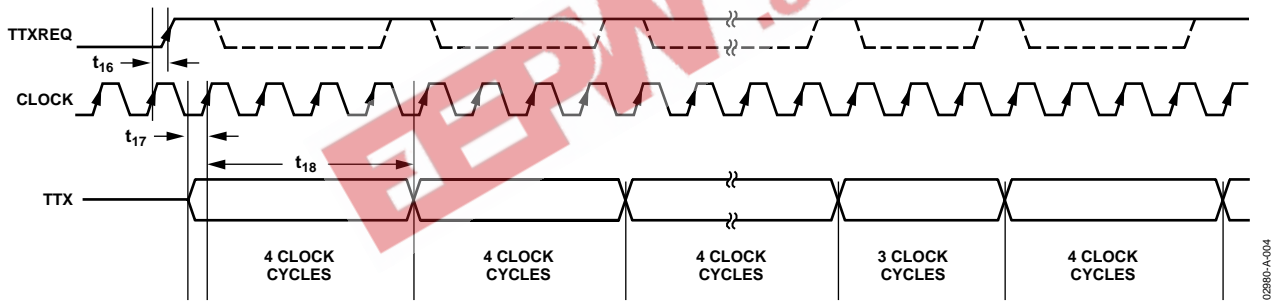 TTXREQ
t16
CLOCK
t17
t18
TTX
4 CLOCK
CYCLES
4 CLOCK
CYCLES
4 CLOCK
CYCLES
3 CLOCK
CYCLES
4 CLOCK
CYCLES
02980-A-004
EEPW